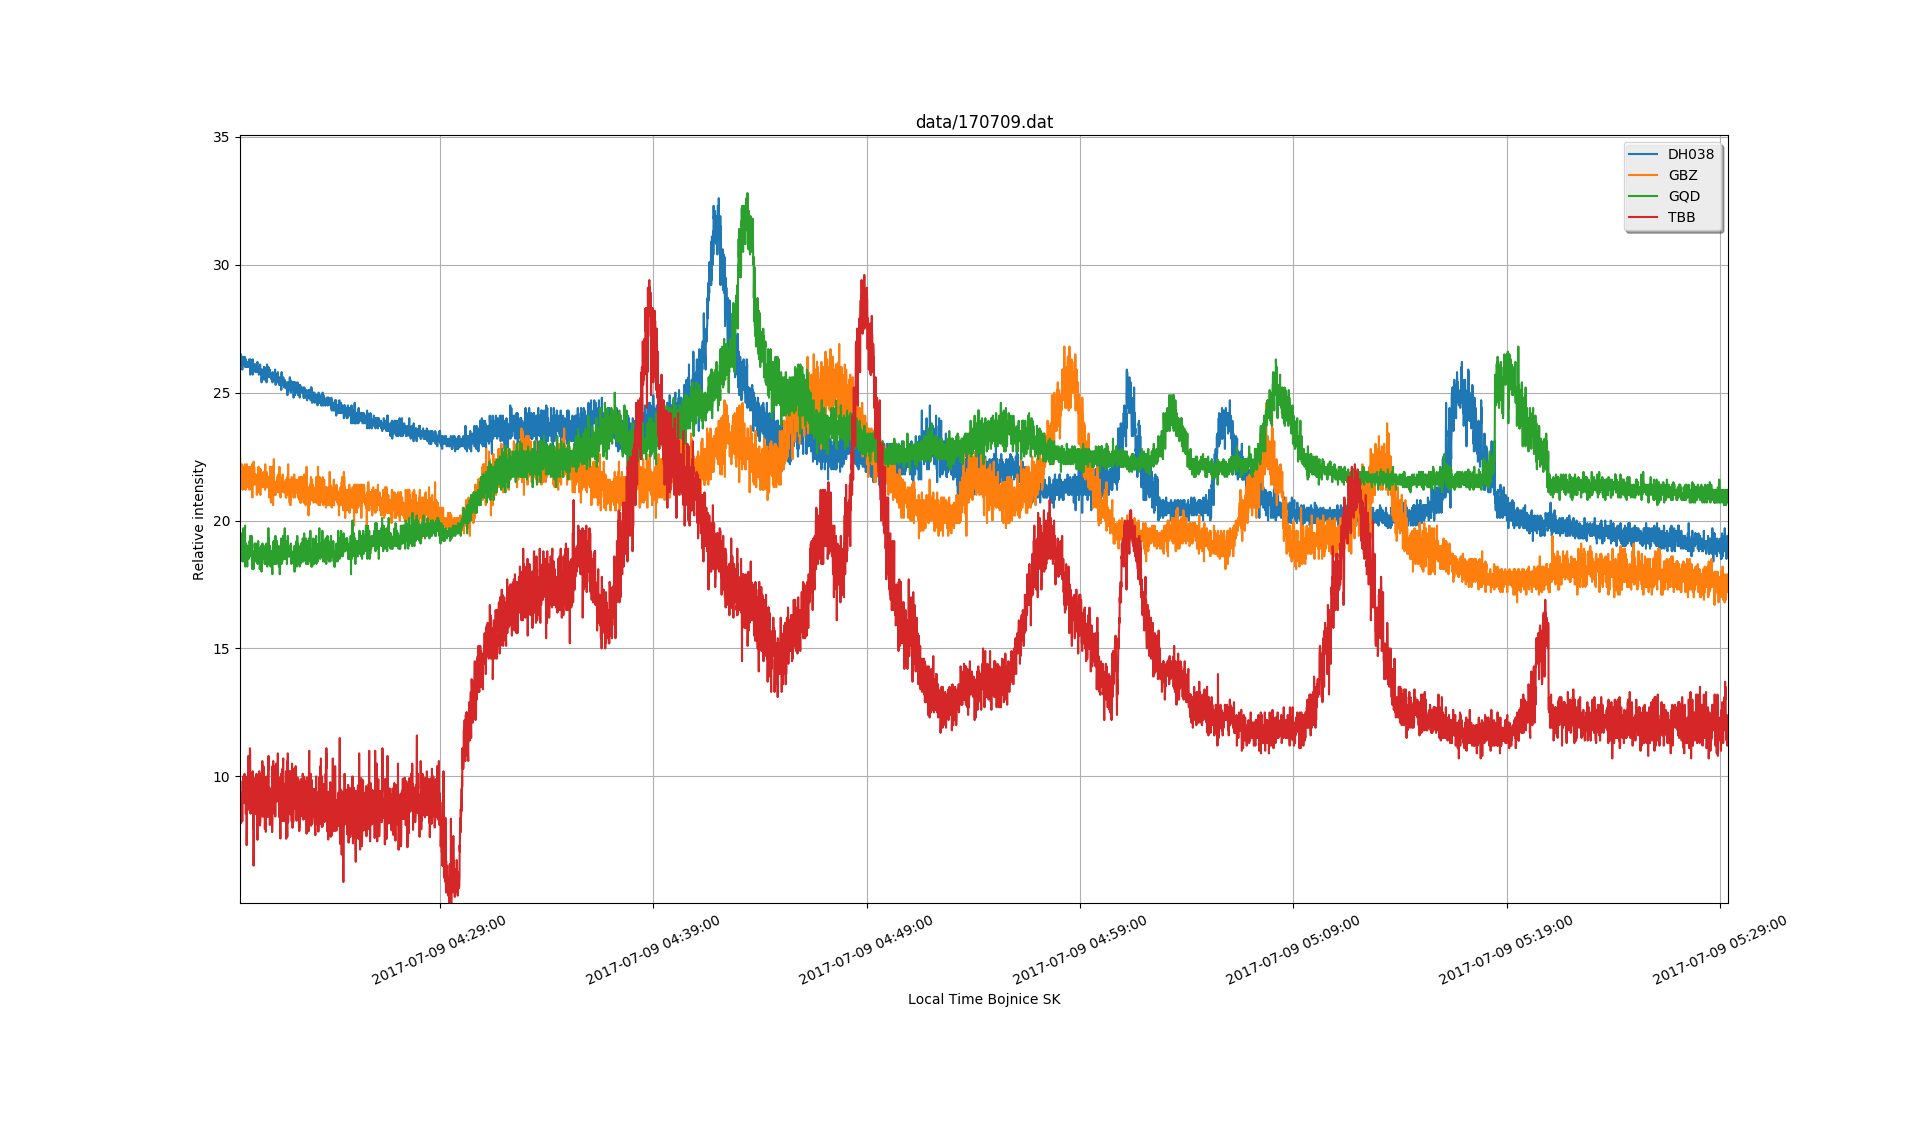 data/170709.dat
35
30
25
20
15
10
Relative intensity
DH038
GBZ
GQD
TBB
2017-07-09 04:29:00
2017-07-09 04:39:00
2017-07-09 04:49:00
2017-07-09 04:59:00
2017-07-09 05:09:00
2017-07-09 05:19:00
2017-07-09 05:29:00
Local Time Bojnice SK